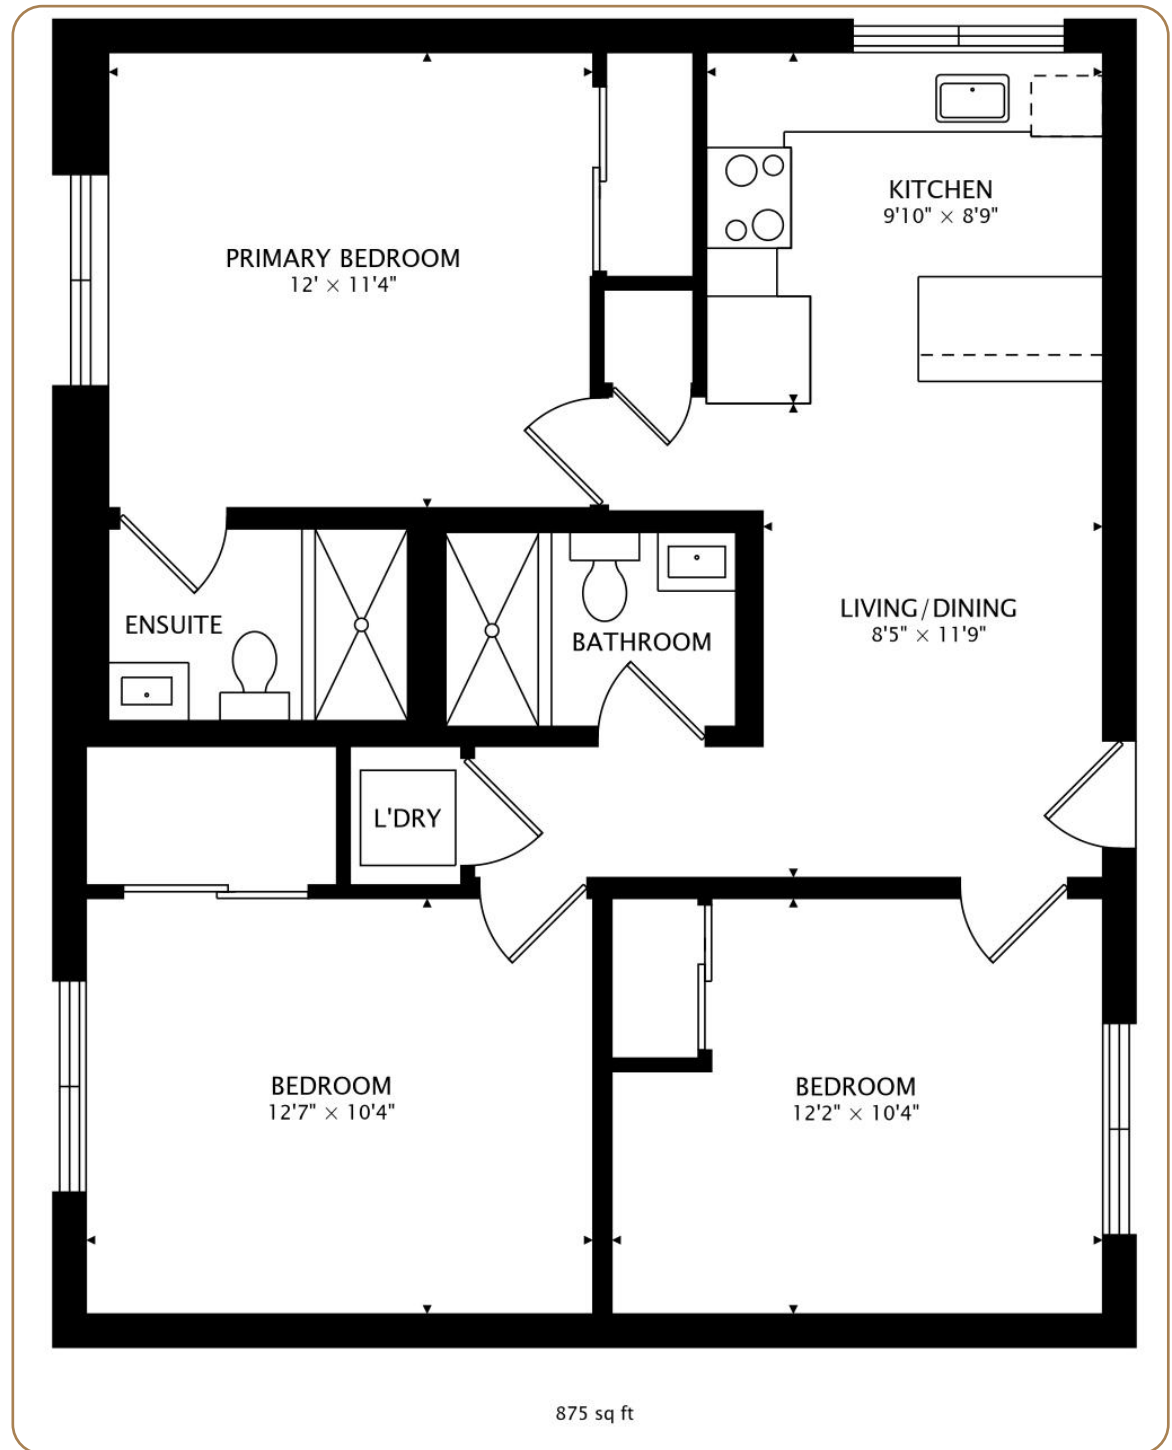 KITCHEN
9'10" × 8'9"
PRIMARY BEDROOM
12' × 11'4"
LIVING/DINING
8'5" × 11'9"
ENSUITE
BATHROOM
L'DRY
BEDROOM
12'7" × 10'4"
BEDROOM
12'2" × 10'4"
875 sq ft